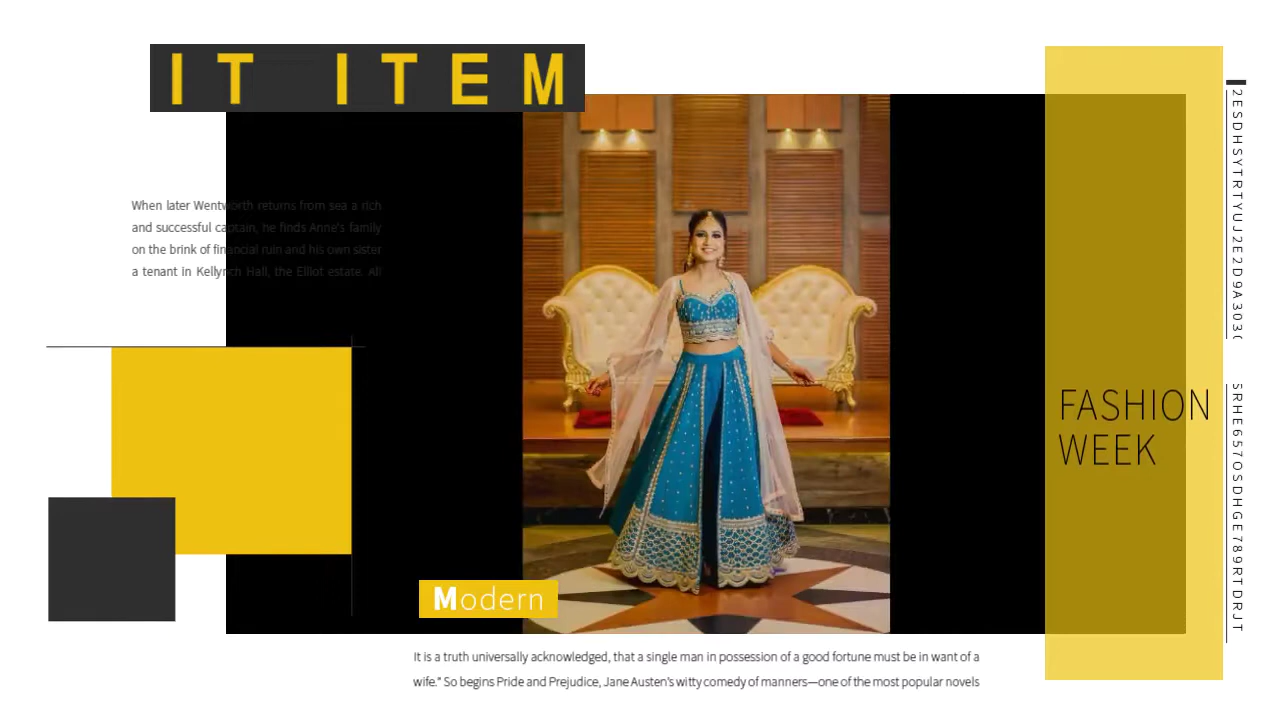 IT ITEM
When later Wentworth returns from sea a rich
and successful captain, he finds Anne's family
on the brink of financial ruin and his own sister
a tenant in Kellynch Hall, the Elliot estate. All
FASHION
WEEK
Modern
It is a truth universally acknowledged, that a single man in possession of a good fortune must be in want of a
wife." So begins Pride and Prejudice, Jane Austen's witty comedy of manners—one of the most popular novels
2ESDHSYTRTYUJ2E2D9A303
5RHE657OSDHGE789RTDRJT